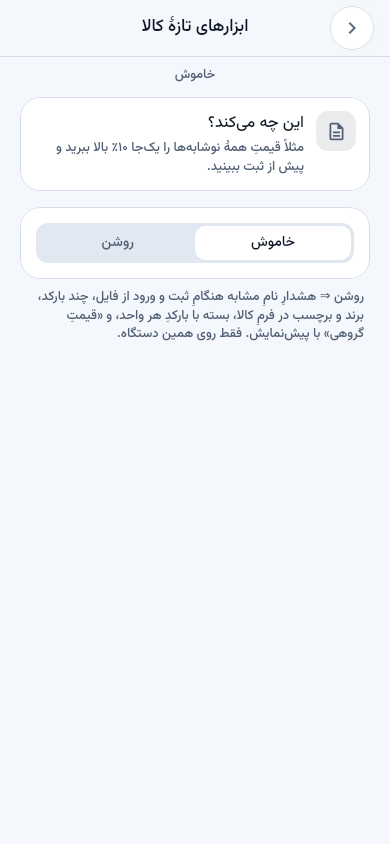 ابزارهای تازهٔ کالا
خاموش
این چه می‌کند؟
مثلاً قیمتِ همهٔ نوشابه‌ها را یک‌جا ۱۰٪ بالا ببرید و
پیش از ثبت ببینید.
خاموش
روشن
روشن ⇒ هشدارِ نامِ مشابه هنگامِ ثبت و ورود از فایل، چند بارکد،
برند و برچسب در فرمِ کالا، بسته با بارکدِ هر واحد، و «قیمتِ
گروهی» با پیش‌نمایش. فقط روی همین دستگاه.